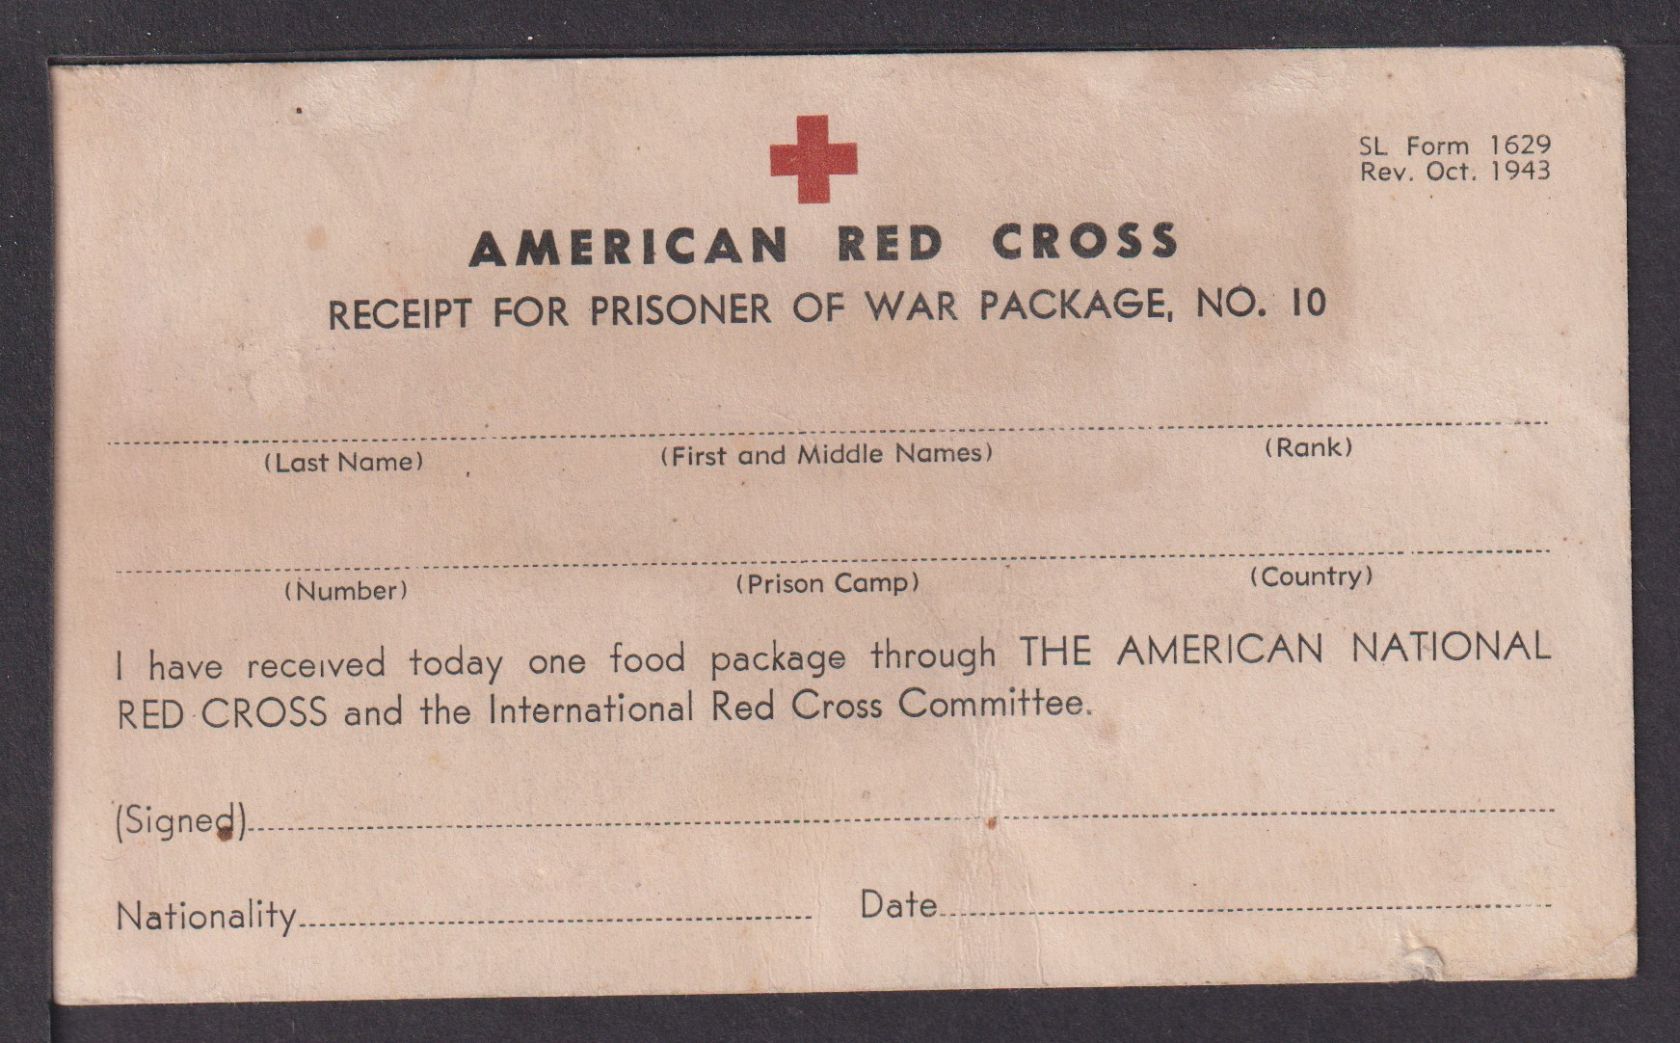 SL Form 1629
Rev. Oct. 1943
AMERICAN RED CROSS
RECEIPT FOR PRISONER OF WAR PACKAGE, NO. 10
(Last Name) (First and Middle Names) (Rank)
(Number) (Prison Camp) (Country)
I have received today one food package through THE AMERICAN NATIONAL
RED CROSS and the International Red Cross Committee.
(Signed)
Nationality Date